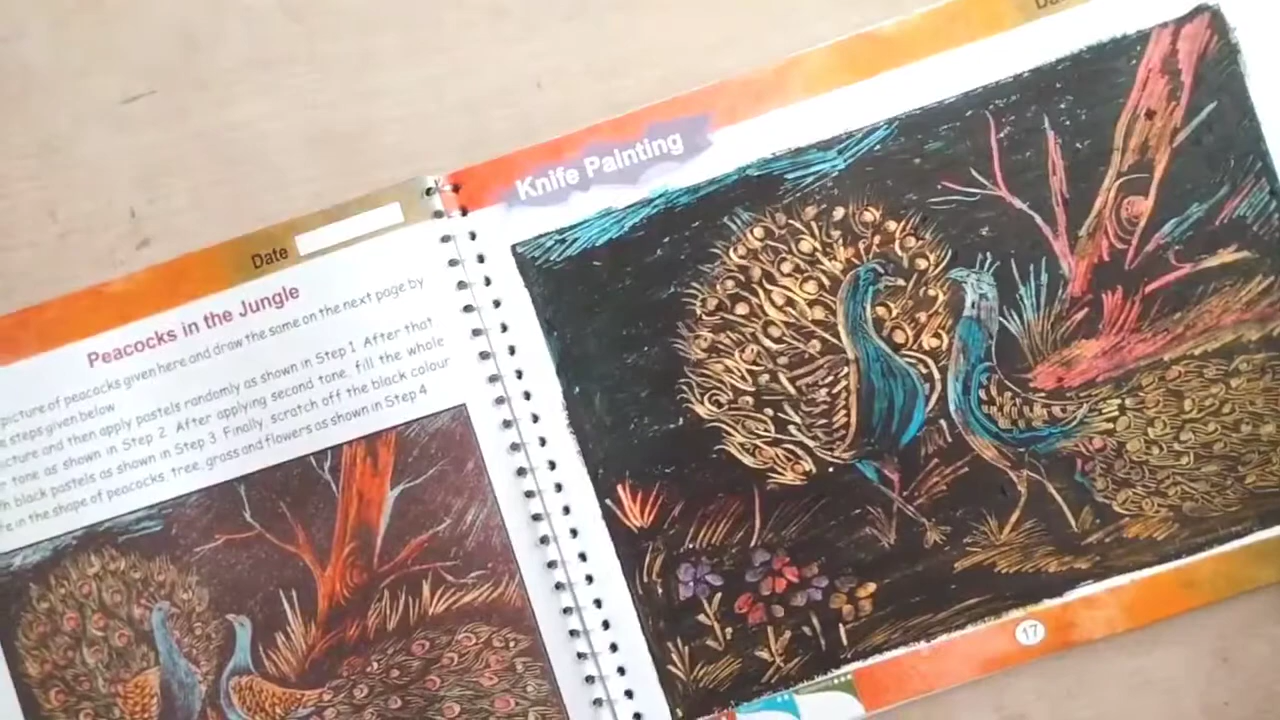 Date
Peacocks in the Jungle
picture of peacocks given here and draw the same on the next page by
steps given below
and then apply pastels randomly as shown in Step 1 After that
tone as shown in Step 2 After applying second tone, fill the whole
black pastels as shown in Step 3 Finally, scratch off the black colour
in the shape of peacocks, tree, grass and flowers as shown in Step 4
Knife Painting
17